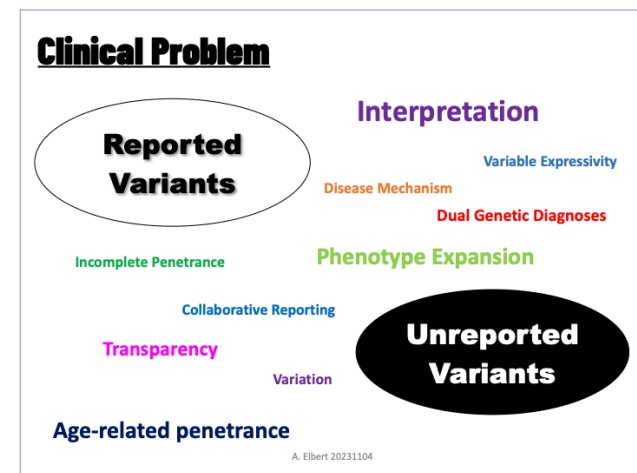 Clinical Problem
Interpretation
Reported
Variants
Variable Expressivity
Disease Mechanism
Dual Genetic Diagnoses
Incomplete Penetrance
Phenotype Expansion
Collaborative Reporting
Unreported
Variants
Transparency
Variation
Age-related penetrance
A. Elbert 20231104